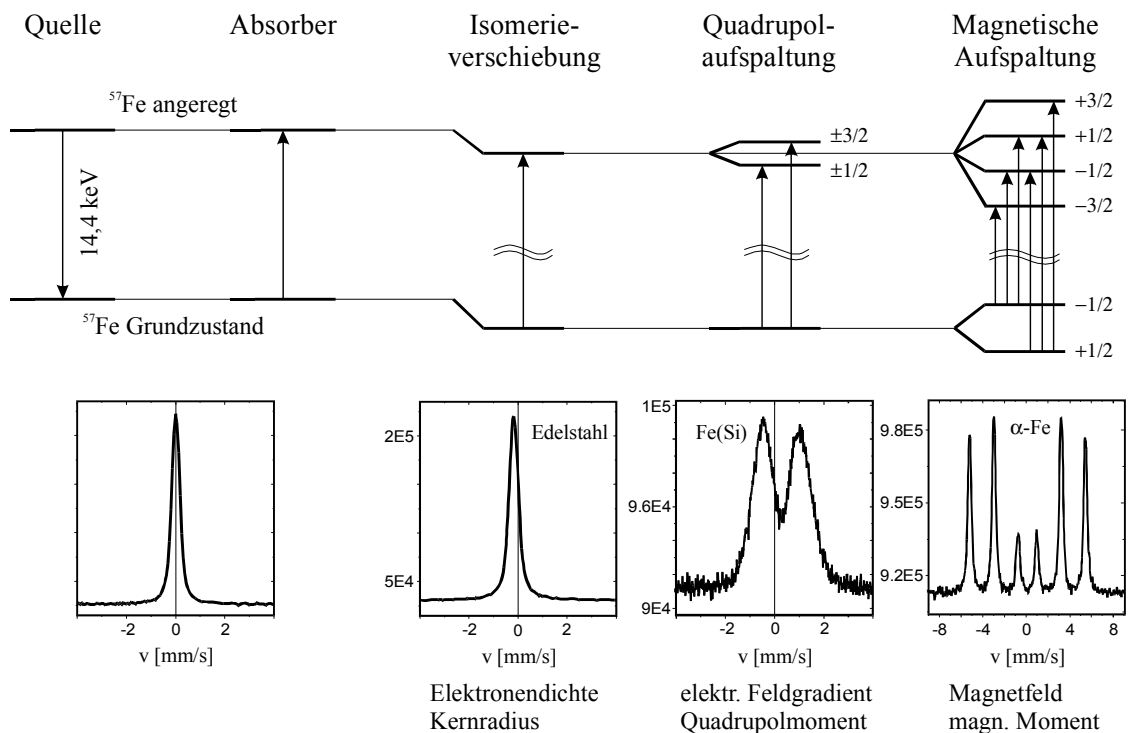 Quelle
Absorber
Isomerie-
verschiebung
Quadrupol-
aufspaltung
Magnetische
Aufspaltung
⁵⁷Fe angeregt
14,4 keV
⁵⁷Fe Grundzustand
±3/2
±1/2
+3/2
+1/2
−1/2
−3/2
−1/2
+1/2
-2 0 2
v [mm/s]
Edelstahl
2E5
5E4
-2 0 2
v [mm/s]
Elektronendichte
Kernradius
Fe(Si)
1E5
9.6E4
9E4
-2 0 2
v [mm/s]
elektr. Feldgradient
Quadrupolmoment
α-Fe
9.8E5
9.5E5
9.2E5
-8 -4 0 4 8
v [mm/s]
Magnetfeld
magn. Moment